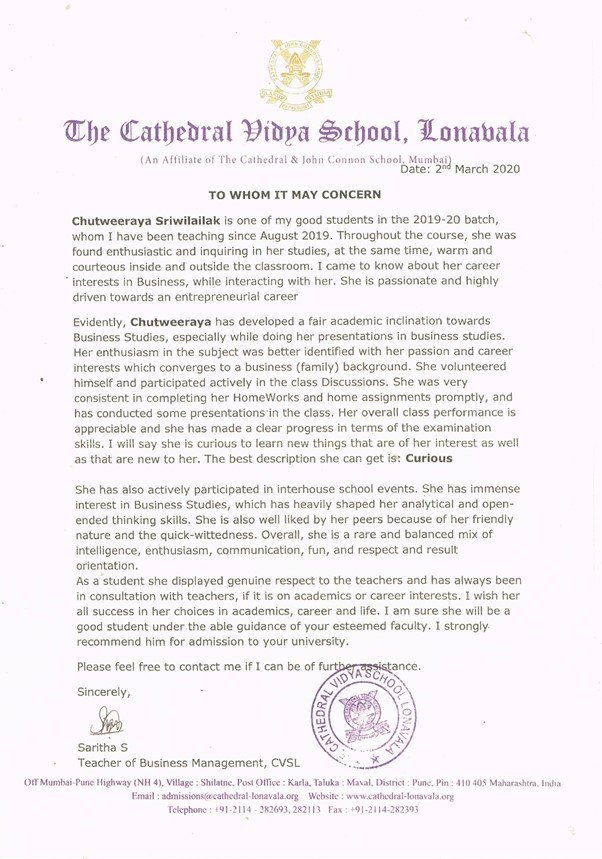 The Cathedral Vidya School, Lonavala
(An Affiliate of The Cathedral & John Connon School, Mumbai)
Date: 2nd March 2020
TO WHOM IT MAY CONCERN
Chutweeraya Sriwilailak is one of my good students in the 2019-20 batch,
whom I have been teaching since August 2019. Throughout the course, she was
found enthusiastic and inquiring in her studies, at the same time, warm and
courteous inside and outside the classroom. I came to know about her career
interests in Business, while interacting with her. She is passionate and highly
driven towards an entrepreneurial career
Evidently, Chutweeraya has developed a fair academic inclination towards
Business Studies, especially while doing her presentations in business studies.
Her enthusiasm in the subject was better identified with her passion and career
interests which converges to a business (family) background. She volunteered
himself and participated actively in the class Discussions. She was very
consistent in completing her HomeWorks and home assignments promptly, and
has conducted some presentations in the class. Her overall class performance is
appreciable and she has made a clear progress in terms of the examination
skills. I will say she is curious to learn new things that are of her interest as well
as that are new to her. The best description she can get is: Curious
She has also actively participated in interhouse school events. She has immense
interest in Business Studies, which has heavily shaped her analytical and open-
ended thinking skills. She is also well liked by her peers because of her friendly
nature and the quick-wittedness. Overall, she is a rare and balanced mix of
intelligence, enthusiasm, communication, fun, and respect and result
orientation.
As a student she displayed genuine respect to the teachers and has always been
in consultation with teachers, if it is on academics or career interests. I wish her
all success in her choices in academics, career and life. I am sure she will be a
good student under the able guidance of your esteemed faculty. I strongly
recommend him for admission to your university.
Please feel free to contact me if I can be of further assistance.
Sincerely,
CATHEDRAL VIDYA SCHOOL LONAVALA
Saritha S
Teacher of Business Management, CVSL
Off Mumbai-Pune Highway (NH 4), Village : Shilatne, Post Office : Karla, Taluka : Maval, District : Pune, Pin : 410 405 Maharashtra, India
Email : admissions@cathedral-lonavala.org Website : www.cathedral-lonavala.org
Telephone : +91-2114 - 282693, 282113 Fax : +91-2114-282393